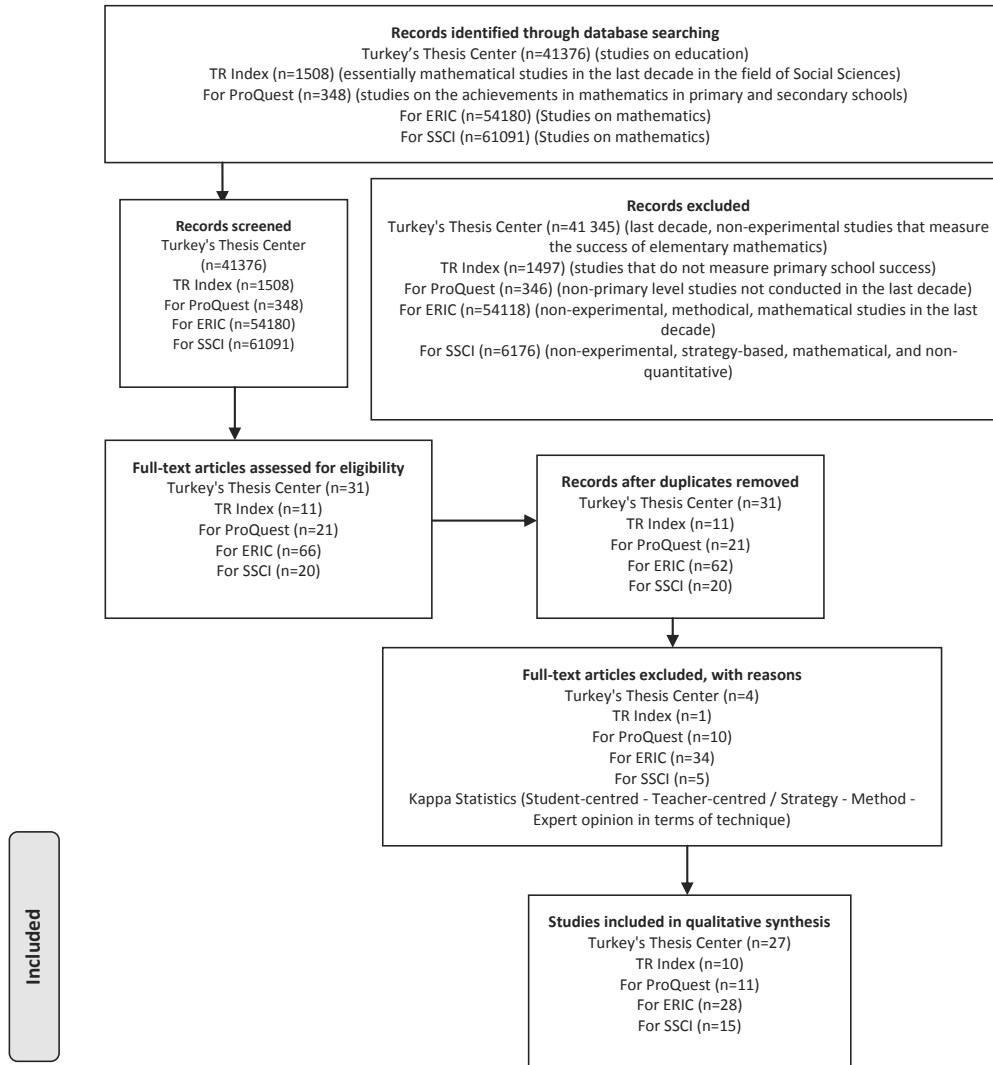 Records identified through database searching
Turkey's Thesis Center (n=41376) (studies on education)
TR Index (n=1508) (essentially mathematical studies in the last decade in the field of Social Sciences)
For ProQuest (n=348) (studies on the achievements in mathematics in primary and secondary schools)
For ERIC (n=54180) (Studies on mathematics)
For SSCI (n=61091) (Studies on mathematics)
Records screened
Turkey's Thesis Center
(n=41376)
TR Index (n=1508)
For ProQuest (n=348)
For ERIC (n=54180)
For SSCI (n=61091)
Records excluded
Turkey's Thesis Center (n=41 345) (last decade, non-experimental studies that measure
the success of elementary mathematics)
TR Index (n=1497) (studies that do not measure primary school success)
For ProQuest (n=346) (non-primary level studies not conducted in the last decade)
For ERIC (n=54118) (non-experimental, methodical, mathematical studies in the last
decade)
For SSCI (n=6176) (non-experimental, strategy-based, mathematical, and non-
quantitative)
Full-text articles assessed for eligibility
Turkey's Thesis Center (n=31)
TR Index (n=11)
For ProQuest (n=21)
For ERIC (n=66)
For SSCI (n=20)
Records after duplicates removed
Turkey's Thesis Center (n=31)
TR Index (n=11)
For ProQuest (n=21)
For ERIC (n=62)
For SSCI (n=20)
Full-text articles excluded, with reasons
Turkey's Thesis Center (n=4)
TR Index (n=1)
For ProQuest (n=10)
For ERIC (n=34)
For SSCI (n=5)
Kappa Statistics (Student-centred - Teacher-centred / Strategy - Method -
Expert opinion in terms of technique)
Included
Studies included in qualitative synthesis
Turkey's Thesis Center (n=27)
TR Index (n=10)
For ProQuest (n=11)
For ERIC (n=28)
For SSCI (n=15)